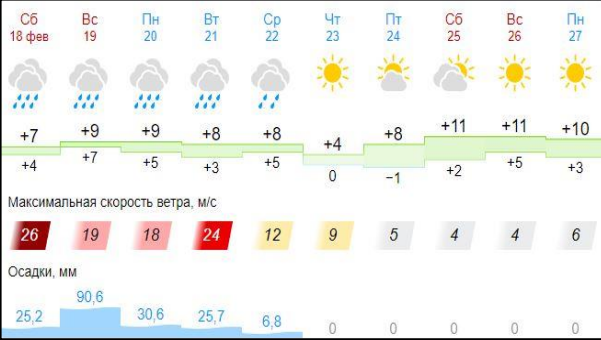 Сб Вс Пн Вт Ср Чт Пт Сб Вс Пн
18 фев 19 20 21 22 23 24 25 26 27
+7 +9 +9 +8 +8 +4 +8 +11 +11 +10
+4 +7 +5 +3 +5 0 −1 +2 +5 +3
Максимальная скорость ветра, м/с
26 19 18 24 12 9 5 4 4 6
Осадки, мм
25,2 90,6 30,6 25,7 6,8 0 0 0 0 0